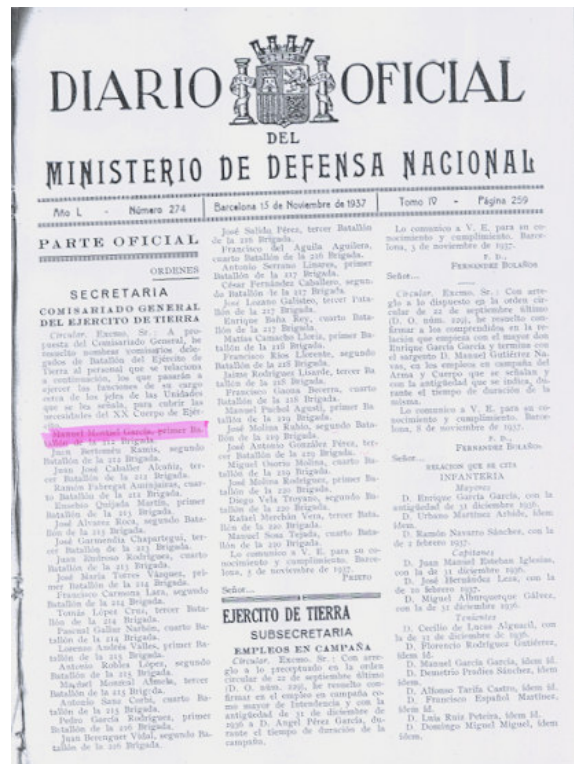 DIARIO OFICIAL
DEL
MINISTERIO DE DEFENSA NACIONAL
Año L - Número 274
Barcelona 15 de Noviembre de 1937
Tomo IV - Página 259
PARTE OFICIAL
ORDENES
SECRETARIA
COMISARIADO GENERAL
DEL EJERCITO DE TIERRA
Circular. Excmo. Sr.: A pro-
puesta del Comisariado General, he
resuelto nombrar comisarios dele-
gados de Batallón del Ejército de
Tierra al personal que se relaciona
a continuación, los que pasarán a
ejercer las funciones de su cargo
cerca de los jefes de las Unidades
que se les señala, para cubrir las
necesidades del XX Cuerpo de Ejér-
cito.
Manuel Montiel García, primer Ba-
tallón de la 212 Brigada.
Juan Bertoméu Ramis, segundo
Batallón de la 212 Brigada.
Juan José Caballer Alcañiz, ter-
cer Batallón de la 212 Brigada.
Ramón Fabregat cuar-
to Batallón de la 212 Brigada.
Eusebio Quijada Martín, primer
Batallón de la 213 Brigada.
José Alvarez Roca, segundo Bata-
llón de la 213 Brigada.
José Garmendia Chapartegui, ter-
cer Batallón de la 213 Brigada.
Juan Rodríguez, cuarto
Batallón de la 213 Brigada.
José María Torres Vázquez, pri-
mer Batallón de la 214 Brigada.
Francisco Carmona Lara, segundo
Batallón de la 214 Brigada.
Tomás López Cruz, tercer Bata-
llón de la 214 Brigada.
Pascual Gallur Narbón, cuarto Ba-
tallón de la 214 Brigada.
Lorenzo Andrés Valles, primer Ba-
tallón de la 215 Brigada.
Antonio Robles López, segundo
Batallón de la 215 Brigada.
Miguel Monreal Almela, tercer
Batallón de la 215 Brigada.
Antonio Sanz Corbi, cuarto Ba-
tallón de la 215 Brigada.
Pedro García Rodríguez, primer
Batallón de la 216 Brigada.
Juan Berenguer Vidal, segundo Ba-
tallón de la 216 Brigada.
José Salido Pérez, tercer Batallón
de la 216 Brigada.
Francisco del Aguila Aguilera,
cuarto Batallón de la 216 Brigada.
Antonio Serrano Linares, primer
Batallón de la 217 Brigada.
César Fernández Caballero, segun-
do Batallón de la 217 Brigada.
José Lozano Galisteo, tercer Bata-
llón de la 217 Brigada.
Enrique Baña Rey, cuarto Bata-
llón de la 217 Brigada.
Matías Camacho Lloris, primer Ba-
tallón de la 218 Brigada.
Francisco Ríos Llorente, segundo
Batallón de la 218 Brigada.
Jaime Rodríguez Lisarde, tercer Ba-
tallón de la 218 Brigada.
Francisco Gaona Becerra, cuarto
Batallón de la 218 Brigada.
Manuel Puchol Agustí, primer Ba-
tallón de la 219 Brigada.
José Molina Rubio, segundo Bata-
llón de la 219 Brigada.
José Antonio González Pérez, ter-
cer Batallón de la 219 Brigada.
Miguel Osorio Molina, cuarto Ba-
tallón de la 219 Brigada.
José Molina Rodríguez, primer
Batallón de la 220 Brigada.
Diego Vela Troyano, segundo Ba-
tallón de la 220 Brigada.
Rafael Merchán Vera, tercer Bata-
llón de la 220 Brigada.
Manuel Sosa Tejada, cuarto Bata-
llón de la 220 Brigada.
Lo comunico a V. E. para su co-
nocimiento y cumplimiento. Barce-
lona, 5 de noviembre de 1937.
PRIETO
Señor...
EJERCITO DE TIERRA
SUBSECRETARIA
EMPLEOS EN CAMPAÑA
Circular. Excmo. Sr.: Con arre-
glo a lo preceptuado en la orden
circular de 22 de septiembre último
(D. O. núm. 229), he resuelto con-
firmar en el empleo en campaña co-
mo mayor de Intendencia y con la
antigüedad de 31 de diciembre de
1936 a D. Angel Pérez García, du-
rante el tiempo de duración de la
campaña.
Lo comunico a V. E. para su co-
nocimiento y cumplimiento. Barce-
lona, 3 de noviembre de 1937.
P. D.,
FERNANDEZ BOLAÑOS
Señor...
Circular. Excmo. Sr.: Con arre-
glo a lo dispuesto en la orden cir-
cular de 22 de septiembre último
(D. O. núm. 229), he resuelto con-
firmar a los comprendidos en la re-
lación que empieza con el mayor don
Enrique García García y termina con
el sargento D. Manuel Gutiérrez Na-
vas, en los empleos en campaña de
Arma y Cuerpo que se señalan y
con la antigüedad que se indica, du-
rante el tiempo de duración de la
misma.
Lo comunico a V. E. para su co-
nocimiento y cumplimiento. Barce-
lona, 8 de noviembre de 1937.
P. D.,
FERNANDEZ BOLAÑOS
Señor...
RELACION QUE SE CITA
INFANTERIA
Mayores
D. Enrique García García, con la
antigüedad de 31 diciembre 1936.
D. Urbano Martínez Arbide, ídem
ídem.
D. Ramón Navarro Sánchez, con la
de 2 febrero 1937.
Capitanes
D. Juan Manuel Esteban Iglesias,
con la de 31 diciembre 1936.
D. José Hernández Leza, con la
de 20 febrero 1937.
D. Miguel Alburquerque Gálvez,
con la de 31 diciembre 1936.
Tenientes
D. Cecilio de Lucas Alguacil, con
la de 31 de diciembre de 1936.
D. Florencio Rodríguez Gutiérrez,
ídem íd.
D. Manuel García García, ídem íd.
D. Demetrio Pradies Sánchez, ídem
íd.
D. Alfonso Tarifa Castro, ídem íd.
D. Francisco Español Martínez,
ídem íd.
D. Luis Ruiz Peteira, ídem íd.
D. Domingo Miguel Miguel, ídem
ídem.